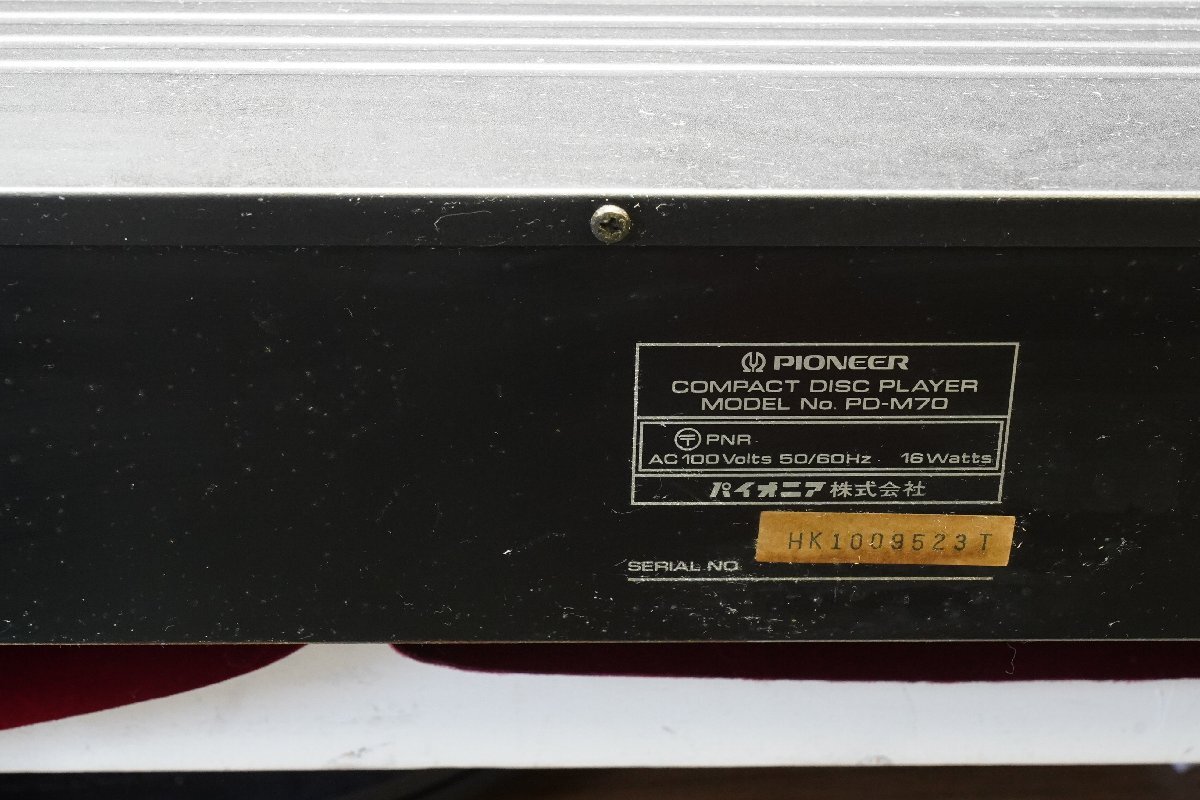 PIONEER
COMPACT DISC PLAYER
MODEL No. PD-M70
〒 PNR
AC 100 Volts 50/60Hz 16 Watts
パイオニア株式会社
HK1009523T
SERIAL NO.